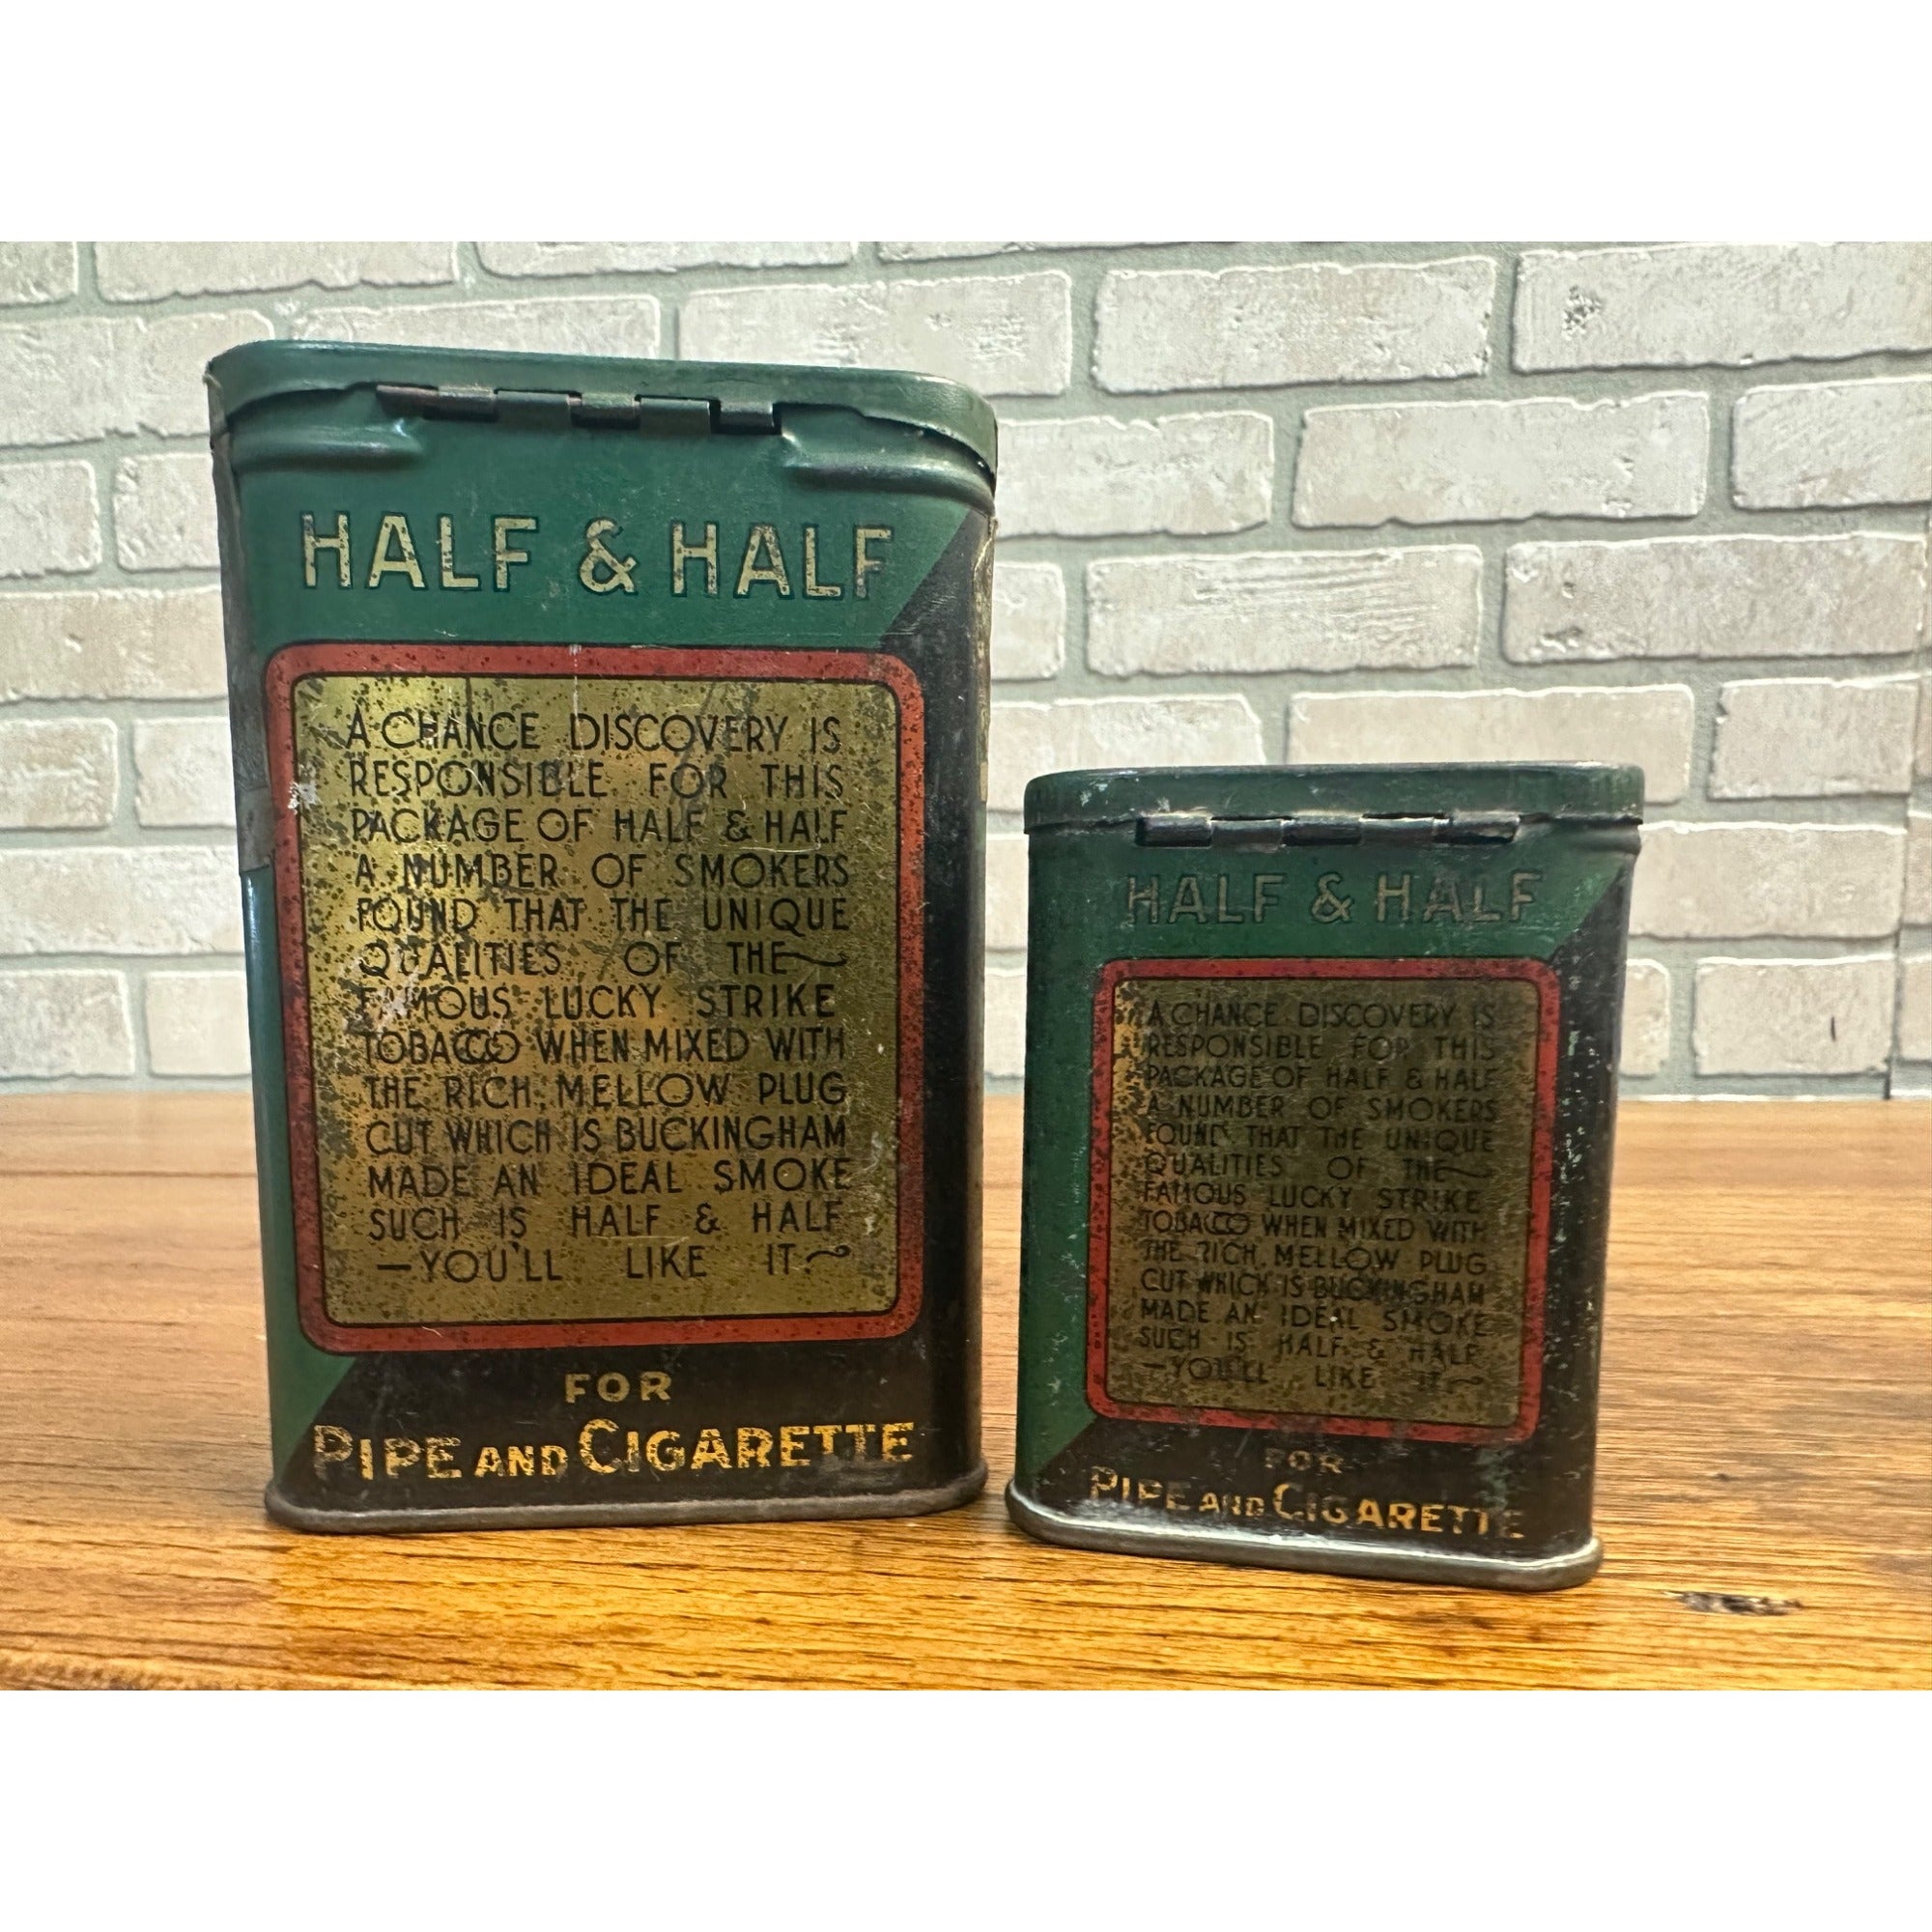 HALF & HALF
A CHANCE DISCOVERY IS
RESPONSIBLE FOR THIS
PACKAGE OF HALF & HALF
A NUMBER OF SMOKERS
FOUND THAT THE UNIQUE
QUALITIES OF THE
FAMOUS LUCKY STRIKE
TOBACCO WHEN MIXED WITH
THE RICH, MELLOW PLUG
CUT WHICH IS BUCKINGHAM
MADE AN IDEAL SMOKE
SUCH IS HALF & HALF
—YOU'LL LIKE IT
FOR
PIPE AND CIGARETTE
HALF & HALF
A CHANCE DISCOVERY IS
RESPONSIBLE FOR THIS
PACKAGE OF HALF & HALF
A NUMBER OF SMOKERS
FOUND THAT THE UNIQUE
QUALITIES OF THE
FAMOUS LUCKY STRIKE
TOBACCO WHEN MIXED WITH
THE RICH, MELLOW PLUG
CUT WHICH IS BUCKINGHAM
MADE AN IDEAL SMOKE
SUCH IS HALF & HALF
—YOU'LL LIKE IT
FOR
PIPE AND CIGARETTE